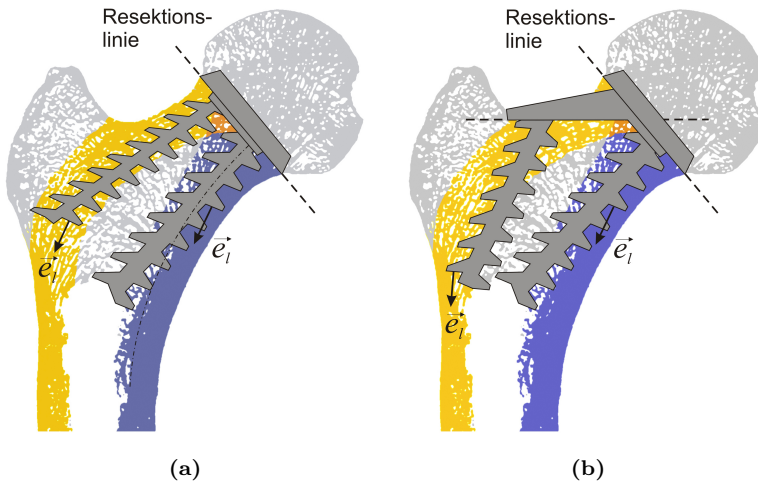 Resektions-
linie
e_l
e_l
(a)
Resektions-
linie
e_l
e_l
(b)